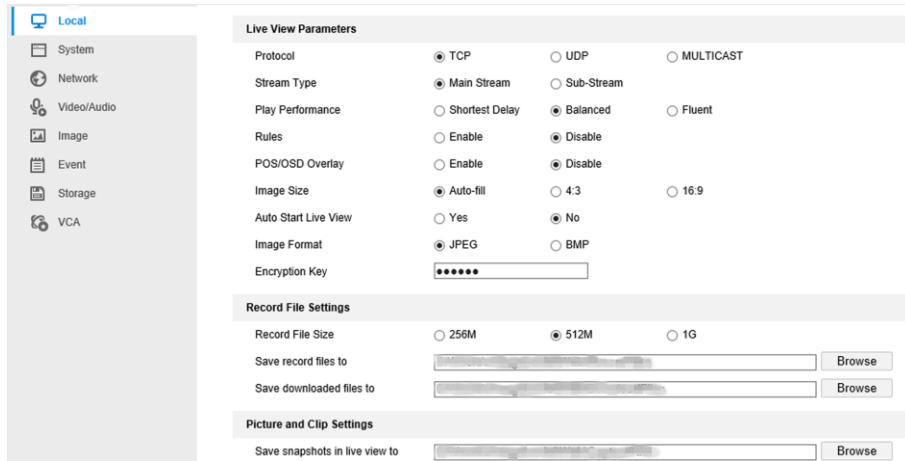 Local
System
Network
Video/Audio
Image
Event
Storage
VCA
Live View Parameters
Protocol TCP UDP MULTICAST
Stream Type Main Stream Sub-Stream
Play Performance Shortest Delay Balanced Fluent
Rules Enable Disable
POS/OSD Overlay Enable Disable
Image Size Auto-fill 4:3 16:9
Auto Start Live View Yes No
Image Format JPEG BMP
Encryption Key ●●●●●●
Record File Settings
Record File Size 256M 512M 1G
Save record files to Browse
Save downloaded files to Browse
Picture and Clip Settings
Save snapshots in live view to Browse